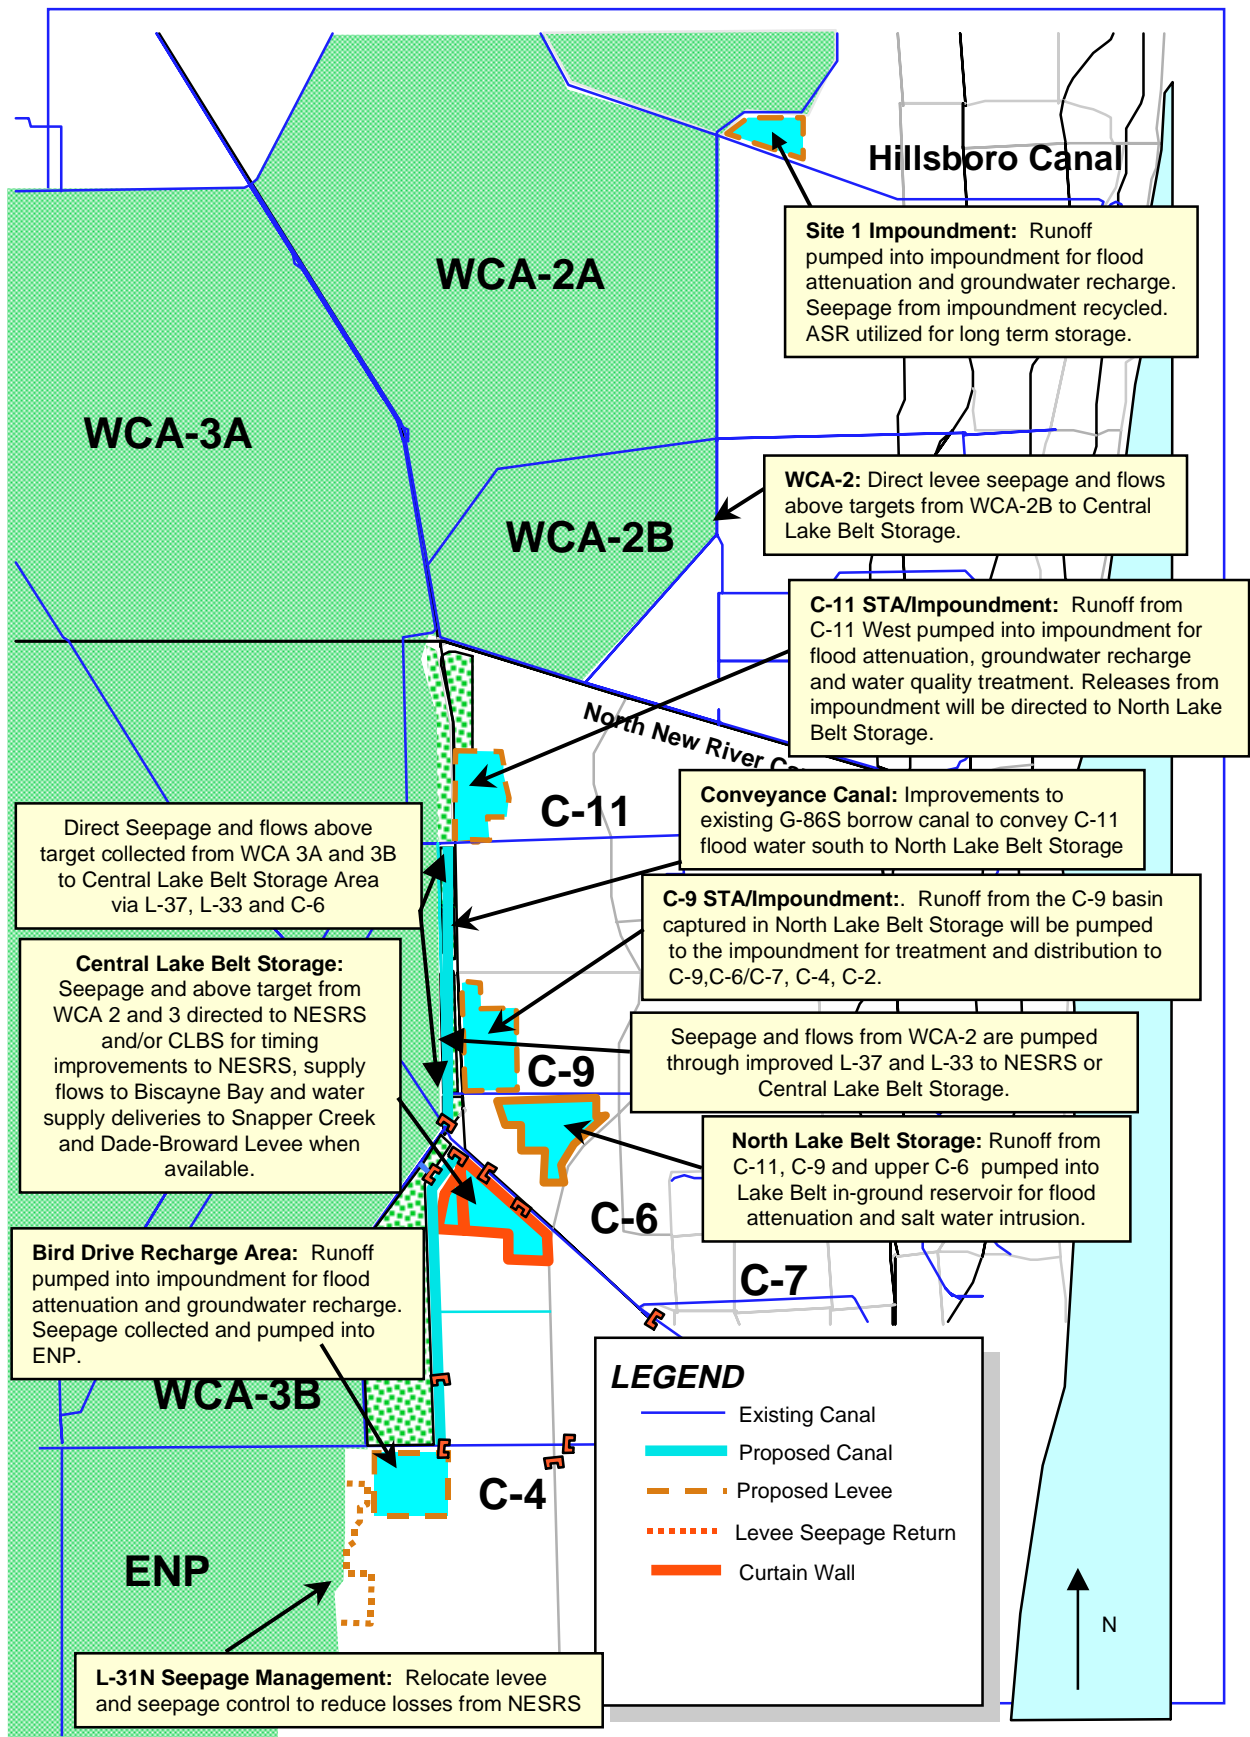 Hillsboro Canal
Site 1 Impoundment: Runoff
pumped into impoundment for flood
attenuation and groundwater recharge.
Seepage from impoundment recycled.
ASR utilized for long term storage.
WCA-2A
WCA-3A
WCA-2: Direct levee seepage and flows
above targets from WCA-2B to Central
Lake Belt Storage.
WCA-2B
C-11 STA/Impoundment: Runoff from
C-11 West pumped into impoundment for
flood attenuation, groundwater recharge
and water quality treatment. Releases from
impoundment will be directed to North Lake
Belt Storage.
North New River
C-11
Conveyance Canal: Improvements to
existing G-86S borrow canal to convey C-11
flood water south to North Lake Belt Storage
Direct Seepage and flows above
target collected from WCA 3A and 3B
to Central Lake Belt Storage Area
via L-37, L-33 and C-6
C-9 STA/Impoundment:. Runoff from the C-9 basin
captured in North Lake Belt Storage will be pumped
to the impoundment for treatment and distribution to
C-9,C-6/C-7, C-4, C-2.
Central Lake Belt Storage:
Seepage and above target from
WCA 2 and 3 directed to NESRS
and/or CLBS for timing
improvements to NESRS, supply
flows to Biscayne Bay and water
supply deliveries to Snapper Creek
and Dade-Broward Levee when
available.
Seepage and flows from WCA-2 are pumped
through improved L-37 and L-33 to NESRS or
Central Lake Belt Storage.
C-9
North Lake Belt Storage: Runoff from
C-11, C-9 and upper C-6 pumped into
Lake Belt in-ground reservoir for flood
attenuation and salt water intrusion.
C-6
Bird Drive Recharge Area: Runoff
pumped into impoundment for flood
attenuation and groundwater recharge.
Seepage collected and pumped into
ENP.
C-7
WCA-3B
LEGEND
Existing Canal
Proposed Canal
Proposed Levee
Levee Seepage Return
Curtain Wall
C-4
ENP
N
L-31N Seepage Management: Relocate levee
and seepage control to reduce losses from NESRS